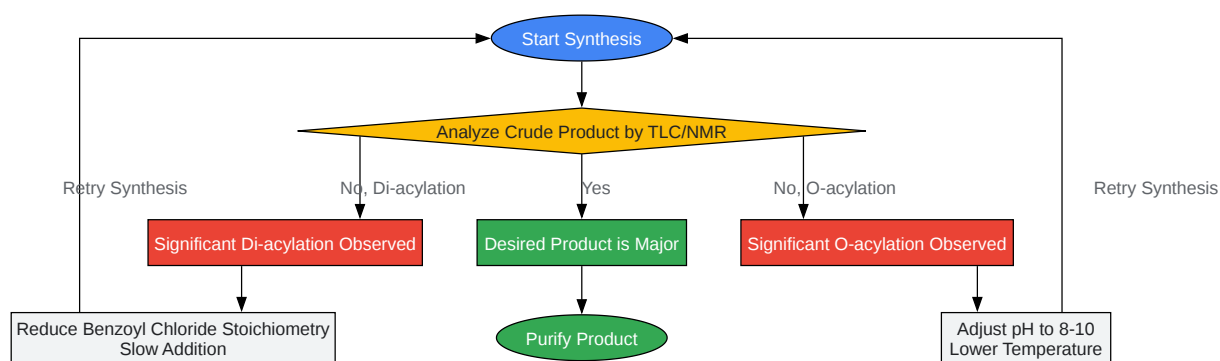 Start Synthesis
Analyze Crude Product by TLC/NMR
Retry Synthesis
No, Di-acylation
Yes
No, O-acylation
Retry Synthesis
Significant Di-acylation Observed
Desired Product is Major
Significant O-acylation Observed
Reduce Benzoyl Chloride Stoichiometry
Slow Addition
Purify Product
Adjust pH to 8-10
Lower Temperature